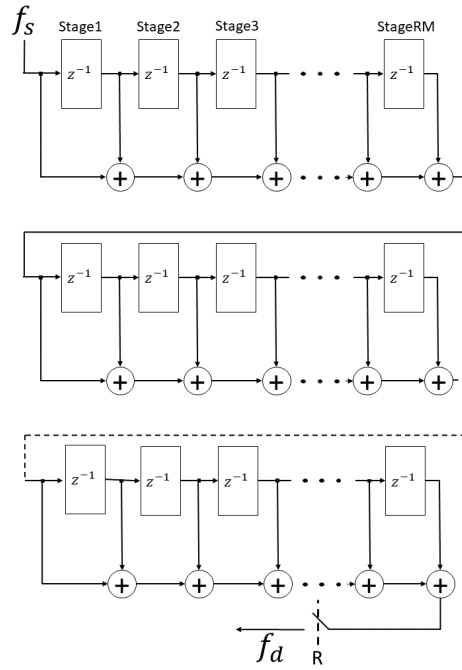 f_s Stage1 Stage2 Stage3 StageRM
z⁻¹ z⁻¹ z⁻¹ • • • z⁻¹
+ + + • • • + +
z⁻¹ z⁻¹ z⁻¹ • • • z⁻¹
+ + + • • • + +
z⁻¹ z⁻¹ z⁻¹ • • • z⁻¹
+ + + • • • + +
f_d R